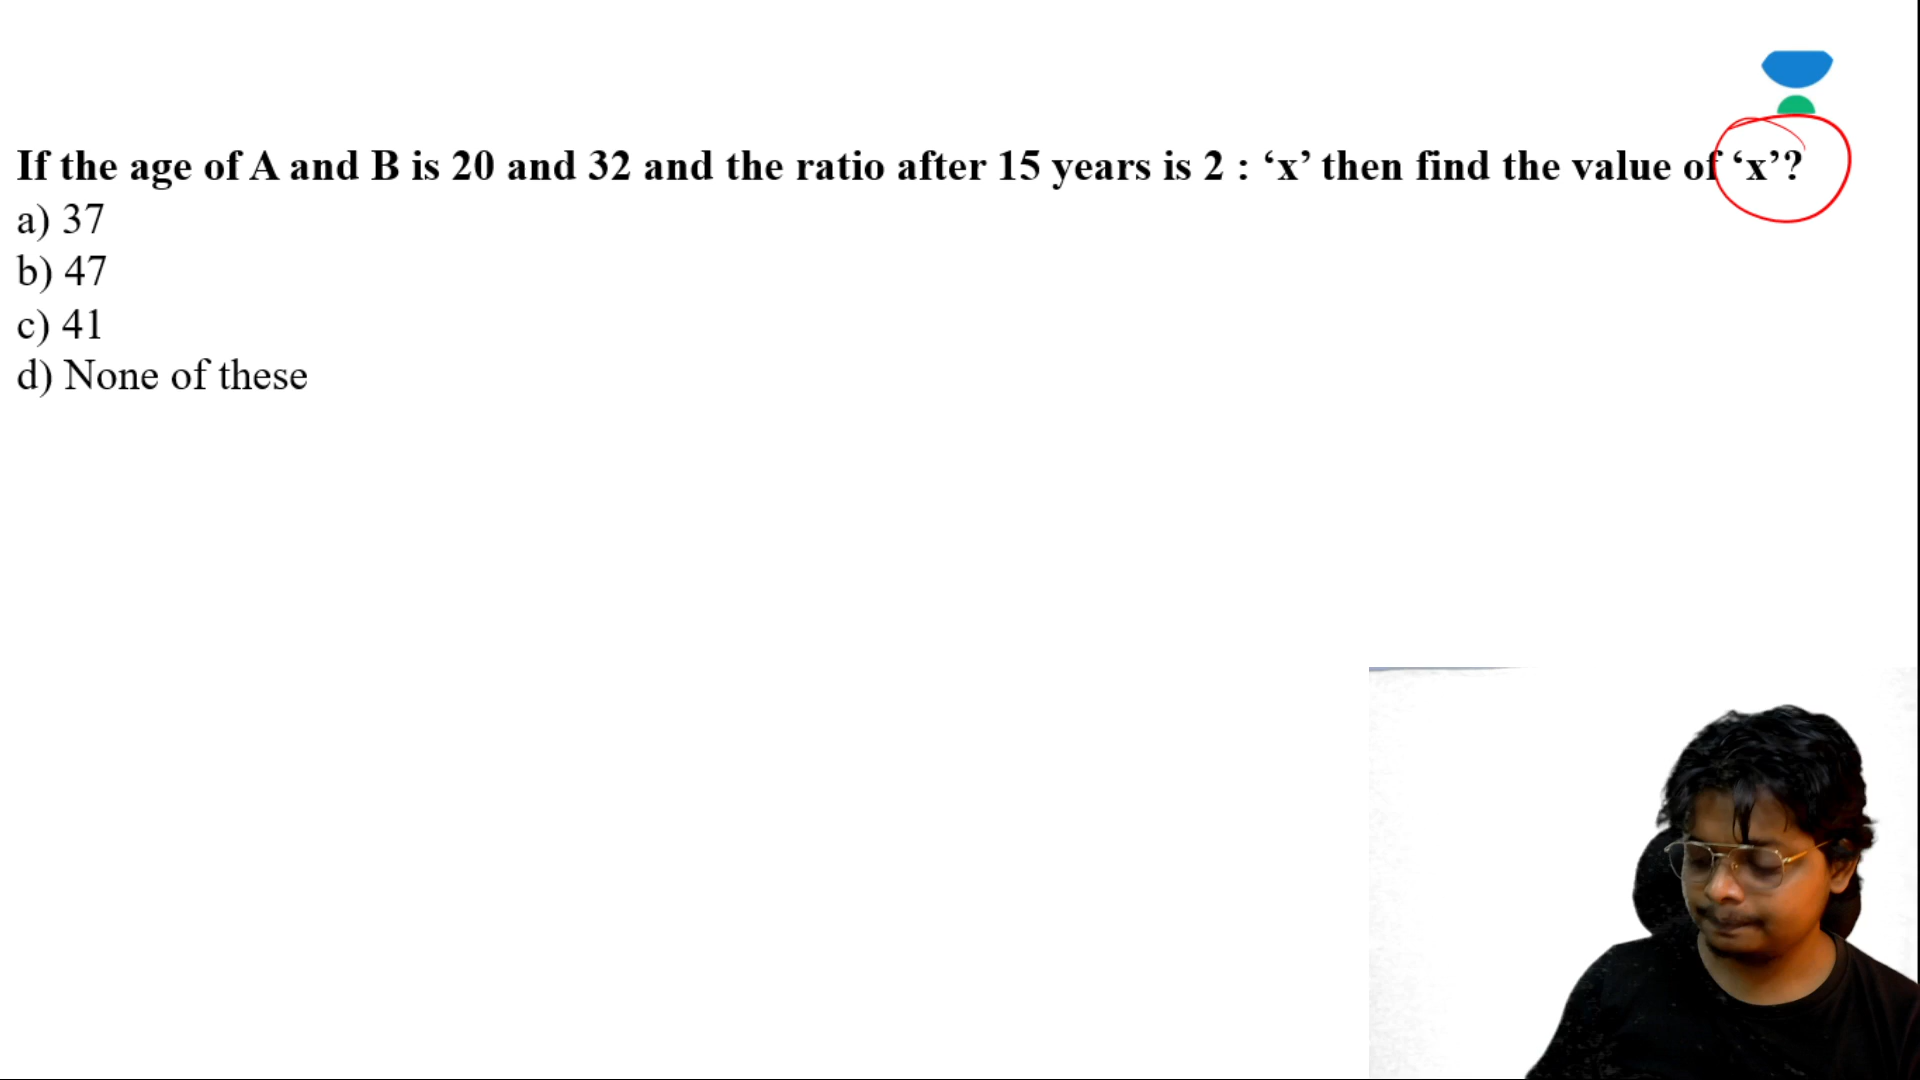 If the age of A and B is 20 and 32 and the ratio after 15 years is 2 : ‘x’ then find the value of ‘x’?
a) 37
b) 47
c) 41
d) None of these